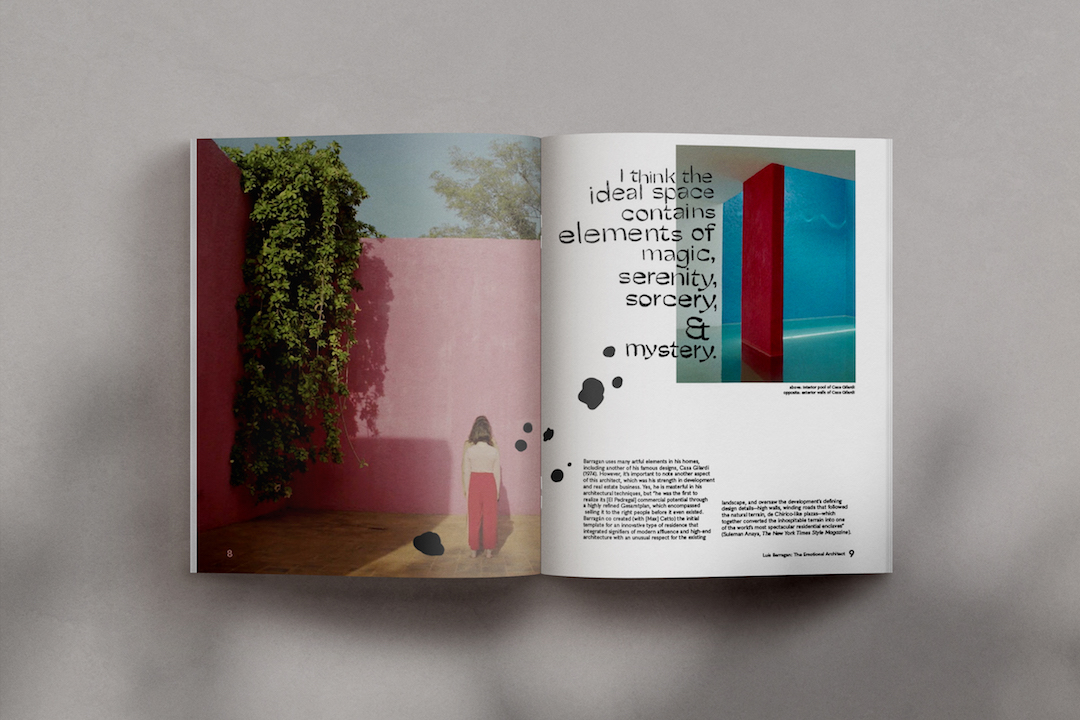 8
I think the
ideal space
contains
elements of
magic,
serenity,
sorcery,
&
mystery.
above: interior pool of Casa Gilardi
opposite: exterior walls of Casa Gilardi
Barragan uses many artful elements in his homes,
including another of his famous designs, Casa Gilardi
(1974). However, it's important to note another aspect
of this architect, which was his strength in development
and real estate business. Yes, he is masterful in his
architectural techniques, but "he was the first to
realize its [El Pedregal] commercial potential through
a highly refined Gesamtplan, which encompassed
selling it to the right people before it even existed.
Barragán co created (with [Max] Cetto) the initial
template for an innovative type of residence that
integrated signifiers of modern affluence and high-end
architecture with an unusual respect for the existing
landscape, and oversaw the development's defining
design details—high walls, winding roads that followed
the natural terrain, de Chirico-like plazas—which
together converted the inhospitable terrain into one
of the world's most spectacular residential enclaves"
(Suleman Anaya, The New York Times Style Magazine).
Luis Barragan: The Emotional Architect 9